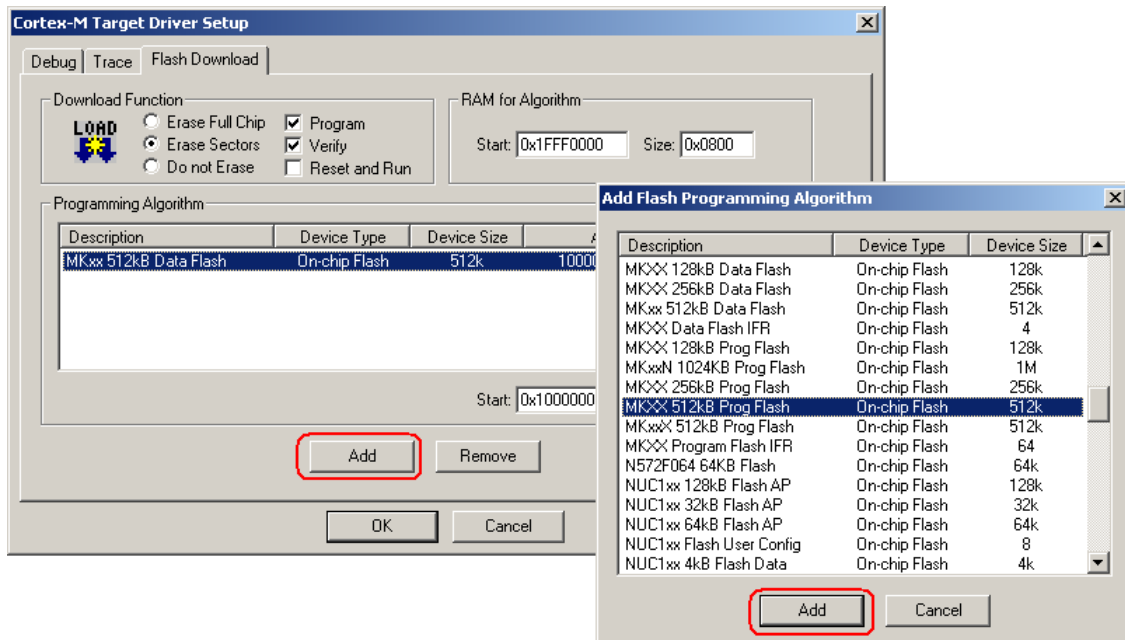 Cortex-M Target Driver Setup
Debug Trace Flash Download
Download Function
LOAD
Erase Full Chip Program
Erase Sectors Verify
Do not Erase Reset and Run
RAM for Algorithm
Start: 0x1FFF0000 Size: 0x0800
Programming Algorithm
Description Device Type Device Size
MKxx 512kB Data Flash On-chip Flash 512k 10000
Start: 0x1000000
Add Remove
OK Cancel
Add Flash Programming Algorithm
Description Device Type Device Size
MKXX 128kB Data Flash On-chip Flash 128k
MKXX 256kB Data Flash On-chip Flash 256k
MKxx 512kB Data Flash On-chip Flash 512k
MKXX Data Flash IFR On-chip Flash 4
MKXX 128kB Prog Flash On-chip Flash 128k
MKxxN 1024KB Prog Flash On-chip Flash 1M
MKXX 256kB Prog Flash On-chip Flash 256k
MKXX 512kB Prog Flash On-chip Flash 512k
MKxxX 512kB Prog Flash On-chip Flash 512k
MKXX Program Flash IFR On-chip Flash 64
N572F064 64KB Flash On-chip Flash 64k
NUC1xx 128kB Flash AP On-chip Flash 128k
NUC1xx 32kB Flash AP On-chip Flash 32k
NUC1xx 64kB Flash AP On-chip Flash 64k
NUC1xx Flash User Config On-chip Flash 8
NUC1xx 4kB Flash Data On-chip Flash 4k
Add Cancel